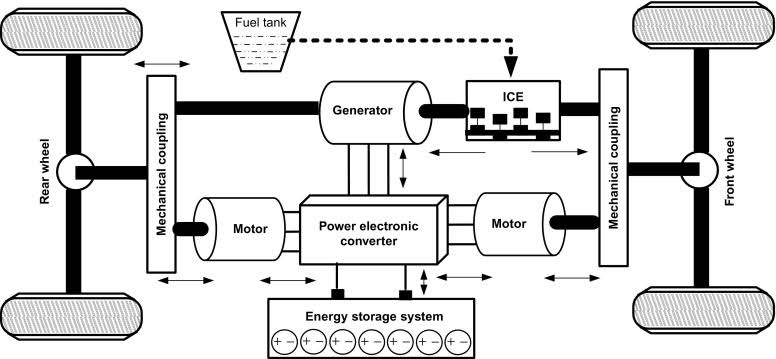 Fuel tank
ICE
Generator
Mechanical coupling
Mechanical coupling
Rear wheel
Front wheel
Motor
Power electronic
converter
Motor
Energy storage system
+ − + − + − + − + − + − + −